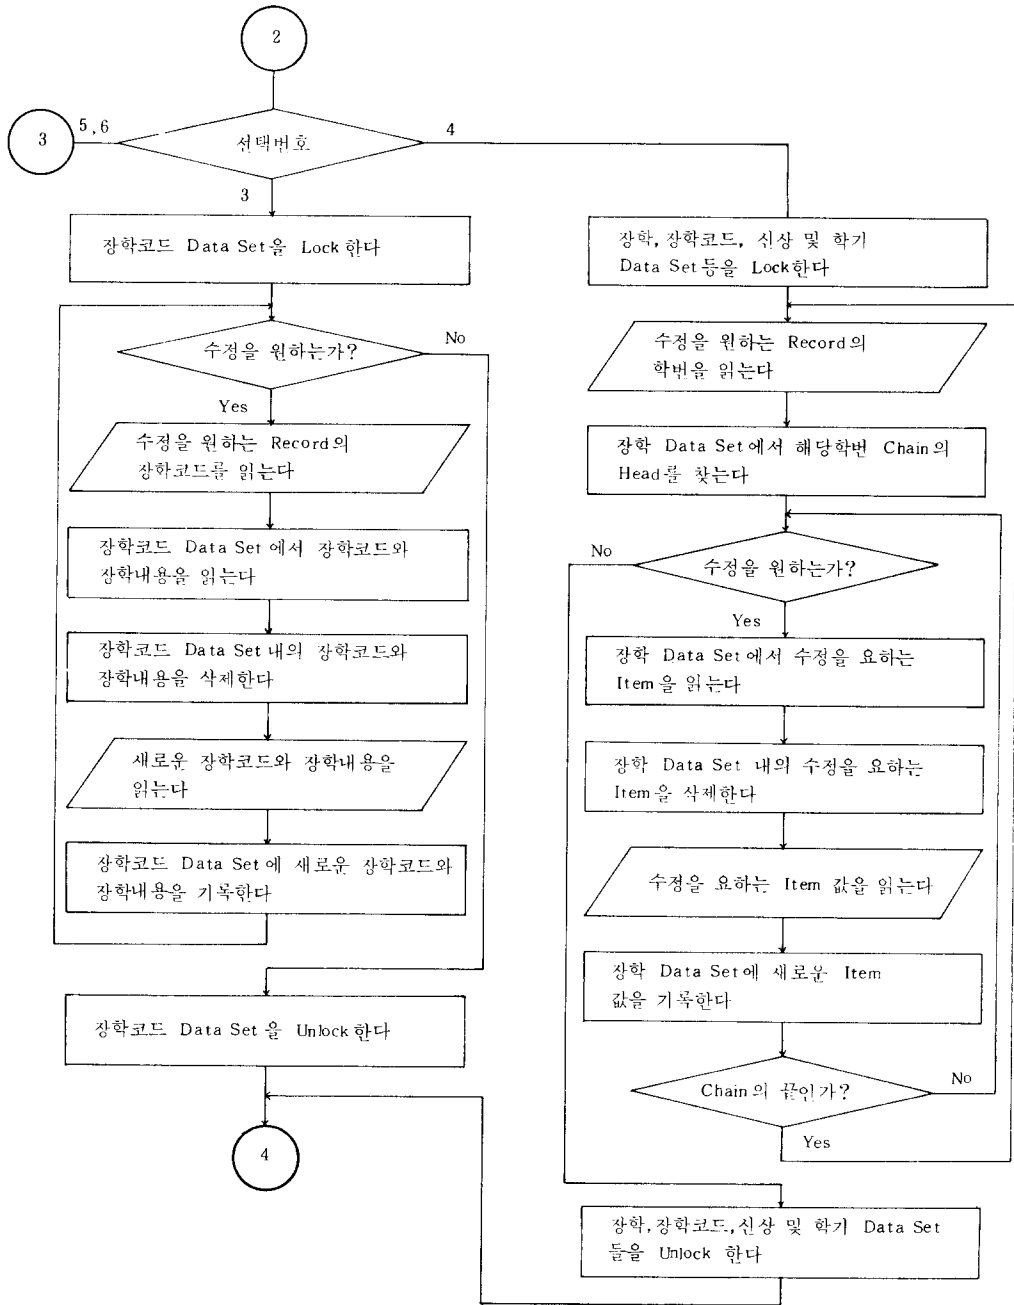 2
3
5,6
선택번호
4
3
장학코드 Data Set을 Lock 한다
수정을 원하는가?
No
Yes
수정을 원하는 Record의
장학코드를 읽는다
장학코드 Data Set에서 장학코드와
장학내용을 읽는다
장학코드 Data Set 내의 장학코드와
장학내용을 삭제한다
새로운 장학코드와 장학내용을
읽는다
장학코드 Data Set에 새로운 장학코드와
장학내용을 기록한다
장학코드 Data Set을 Unlock 한다
4
장학, 장학코드, 신상 및 학기
Data Set 등을 Lock한다
수정을 원하는 Record의
학번을 읽는다
장학 Data Set에서 해당학번 Chain의
Head를 찾는다
No
수정을 원하는가?
Yes
장학 Data Set에서 수정을 요하는
Item을 읽는다
장학 Data Set 내의 수정을 요하는
Item을 삭제한다
수정을 요하는 Item 값을 읽는다
장학 Data Set에 새로운 Item
값을 기록한다
Chain의 끝인가?
No
Yes
장학, 장학코드, 신상 및 학기 Data Set
들을 Unlock 한다